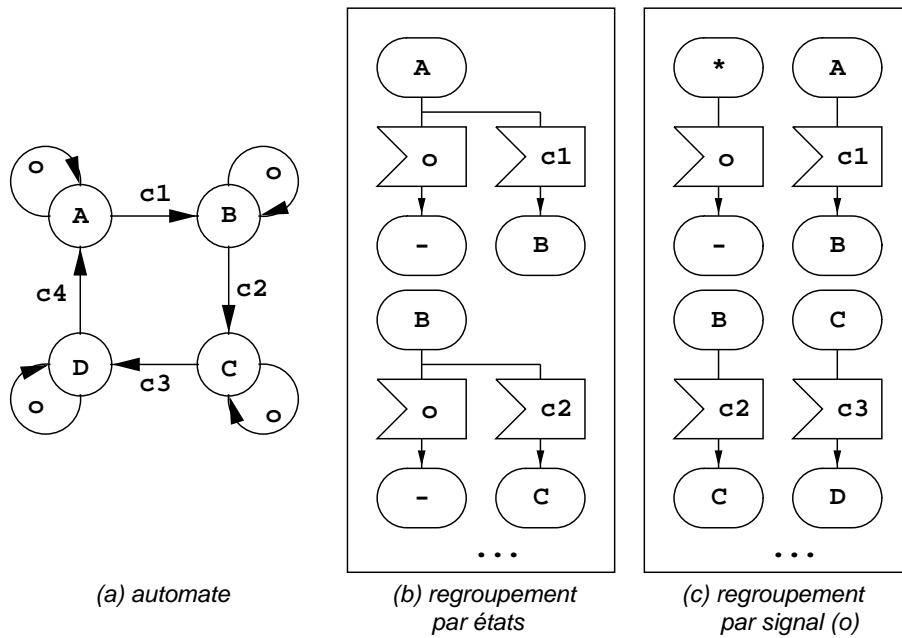 o
o
A
c1
B
c4
c2
D
c3
C
o
o
(a) automate
A
o
c1
-
B
B
o
c2
-
C
...
(b) regroupement
par états
*
A
o
c1
-
B
B
C
c2
c3
C
D
...
(c) regroupement
par signal (o)